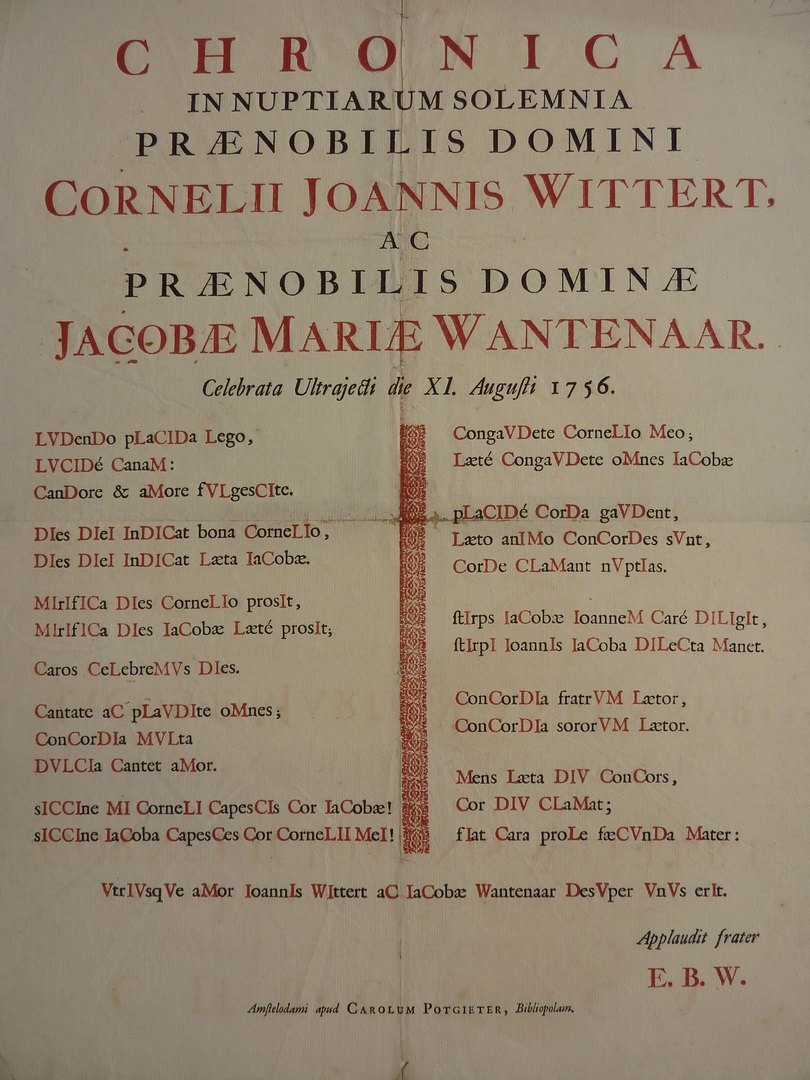 CHRONICA
IN NUPTIARUM SOLEMNIA
PRÆNOBILIS DOMINI
CORNELII JOANNIS WITTERT,
AC
PRÆNOBILIS DOMINÆ
JACOBÆ MARIÆ WANTENAAR.
Celebrata Ultrajecti die XI. Auguſti 1756.
LVDenDo pLaCIDa Lego,
LVCIDé CanaM:
CanDore & aMore fVLgesCIte.
DIes DIeI InDICat bona CorneLIo,
DIes DIeI InDICat Læta IaCobæ.
MIrIfICa DIes CorneLIo prosIt,
MIrIfICa DIes IaCobæ Læté prosIt;
Caros CeLebreMVs DIes.
Cantate aC pLaVDIte oMnes;
ConCorDIa MVLta
DVLCIa Cantet aMor.
sICCIne MI CorneLI CapesCIs Cor IaCobæ!
sICCIne IaCoba CapesCes Cor CorneLII MeI!
CongaVDete CorneLIo Meo;
Læté CongaVDete oMnes IaCobæ
pLaCIDé CorDa gaVDent,
Læto anIMo ConCorDes sVnt,
CorDe CLaMant nVptIas.
ſtIrps IaCobæ IoanneM Caré DILIgIt,
ſtIrpI IoannIs IaCoba DILeCta Manet.
ConCorDIa fratrVM Lætor,
ConCorDIa sororVM Lætor.
Mens Læta DIV ConCors,
Cor DIV CLaMat;
fIat Cara proLe fæCVnDa Mater:
VtrIVsqVe aMor IoannIs WIttert aC IaCobæ Wantenaar DesVper VnVs erIt.
Applaudit frater
E. B. W.
Amſtelodami apud CAROLUM POTGIETER, Bibliopolam.